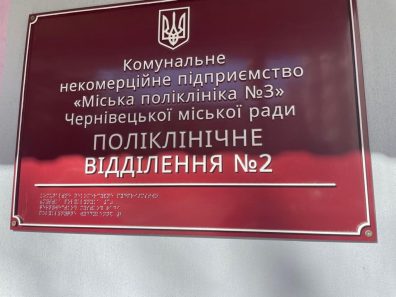 Комунальне
некомерційне підприємство
«Міська поліклініка №3»
Чернівецької міської ради
ПОЛІКЛІНІЧНЕ
ВІДДІЛЕННЯ №2